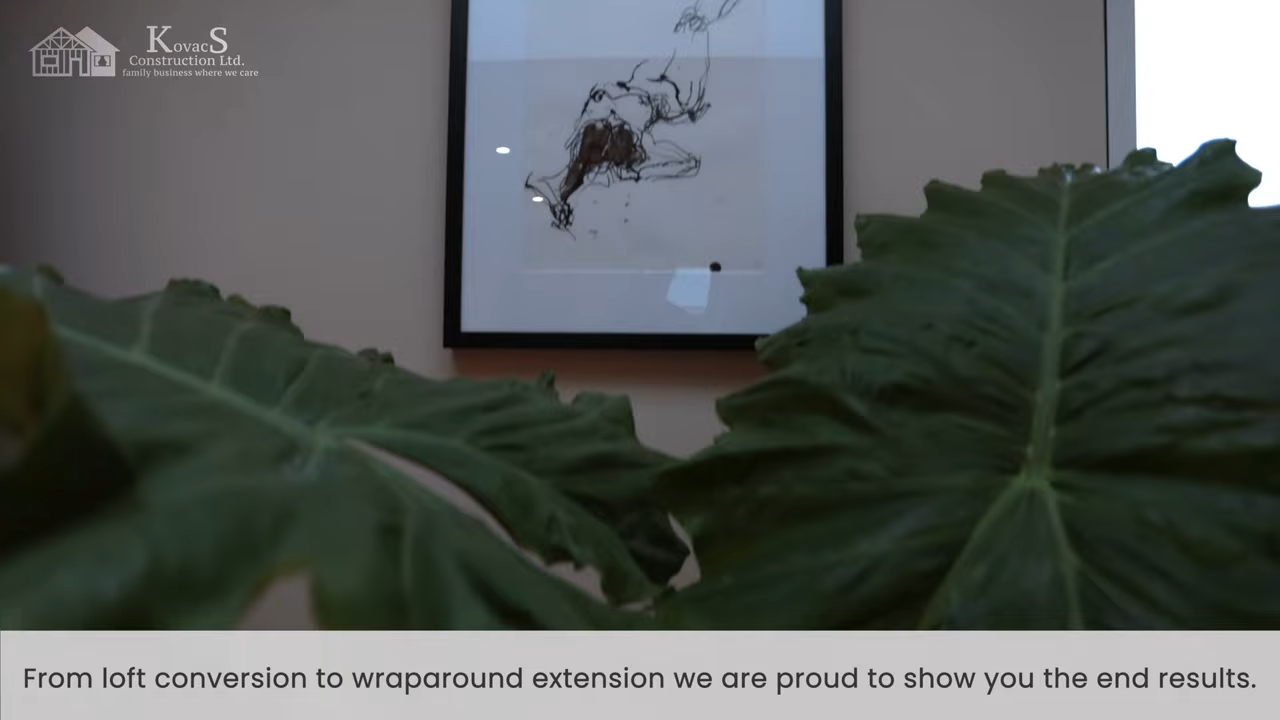 KovacS
Construction Ltd.
family business where we care
From loft conversion to wraparound extension we are proud to show you the end results.